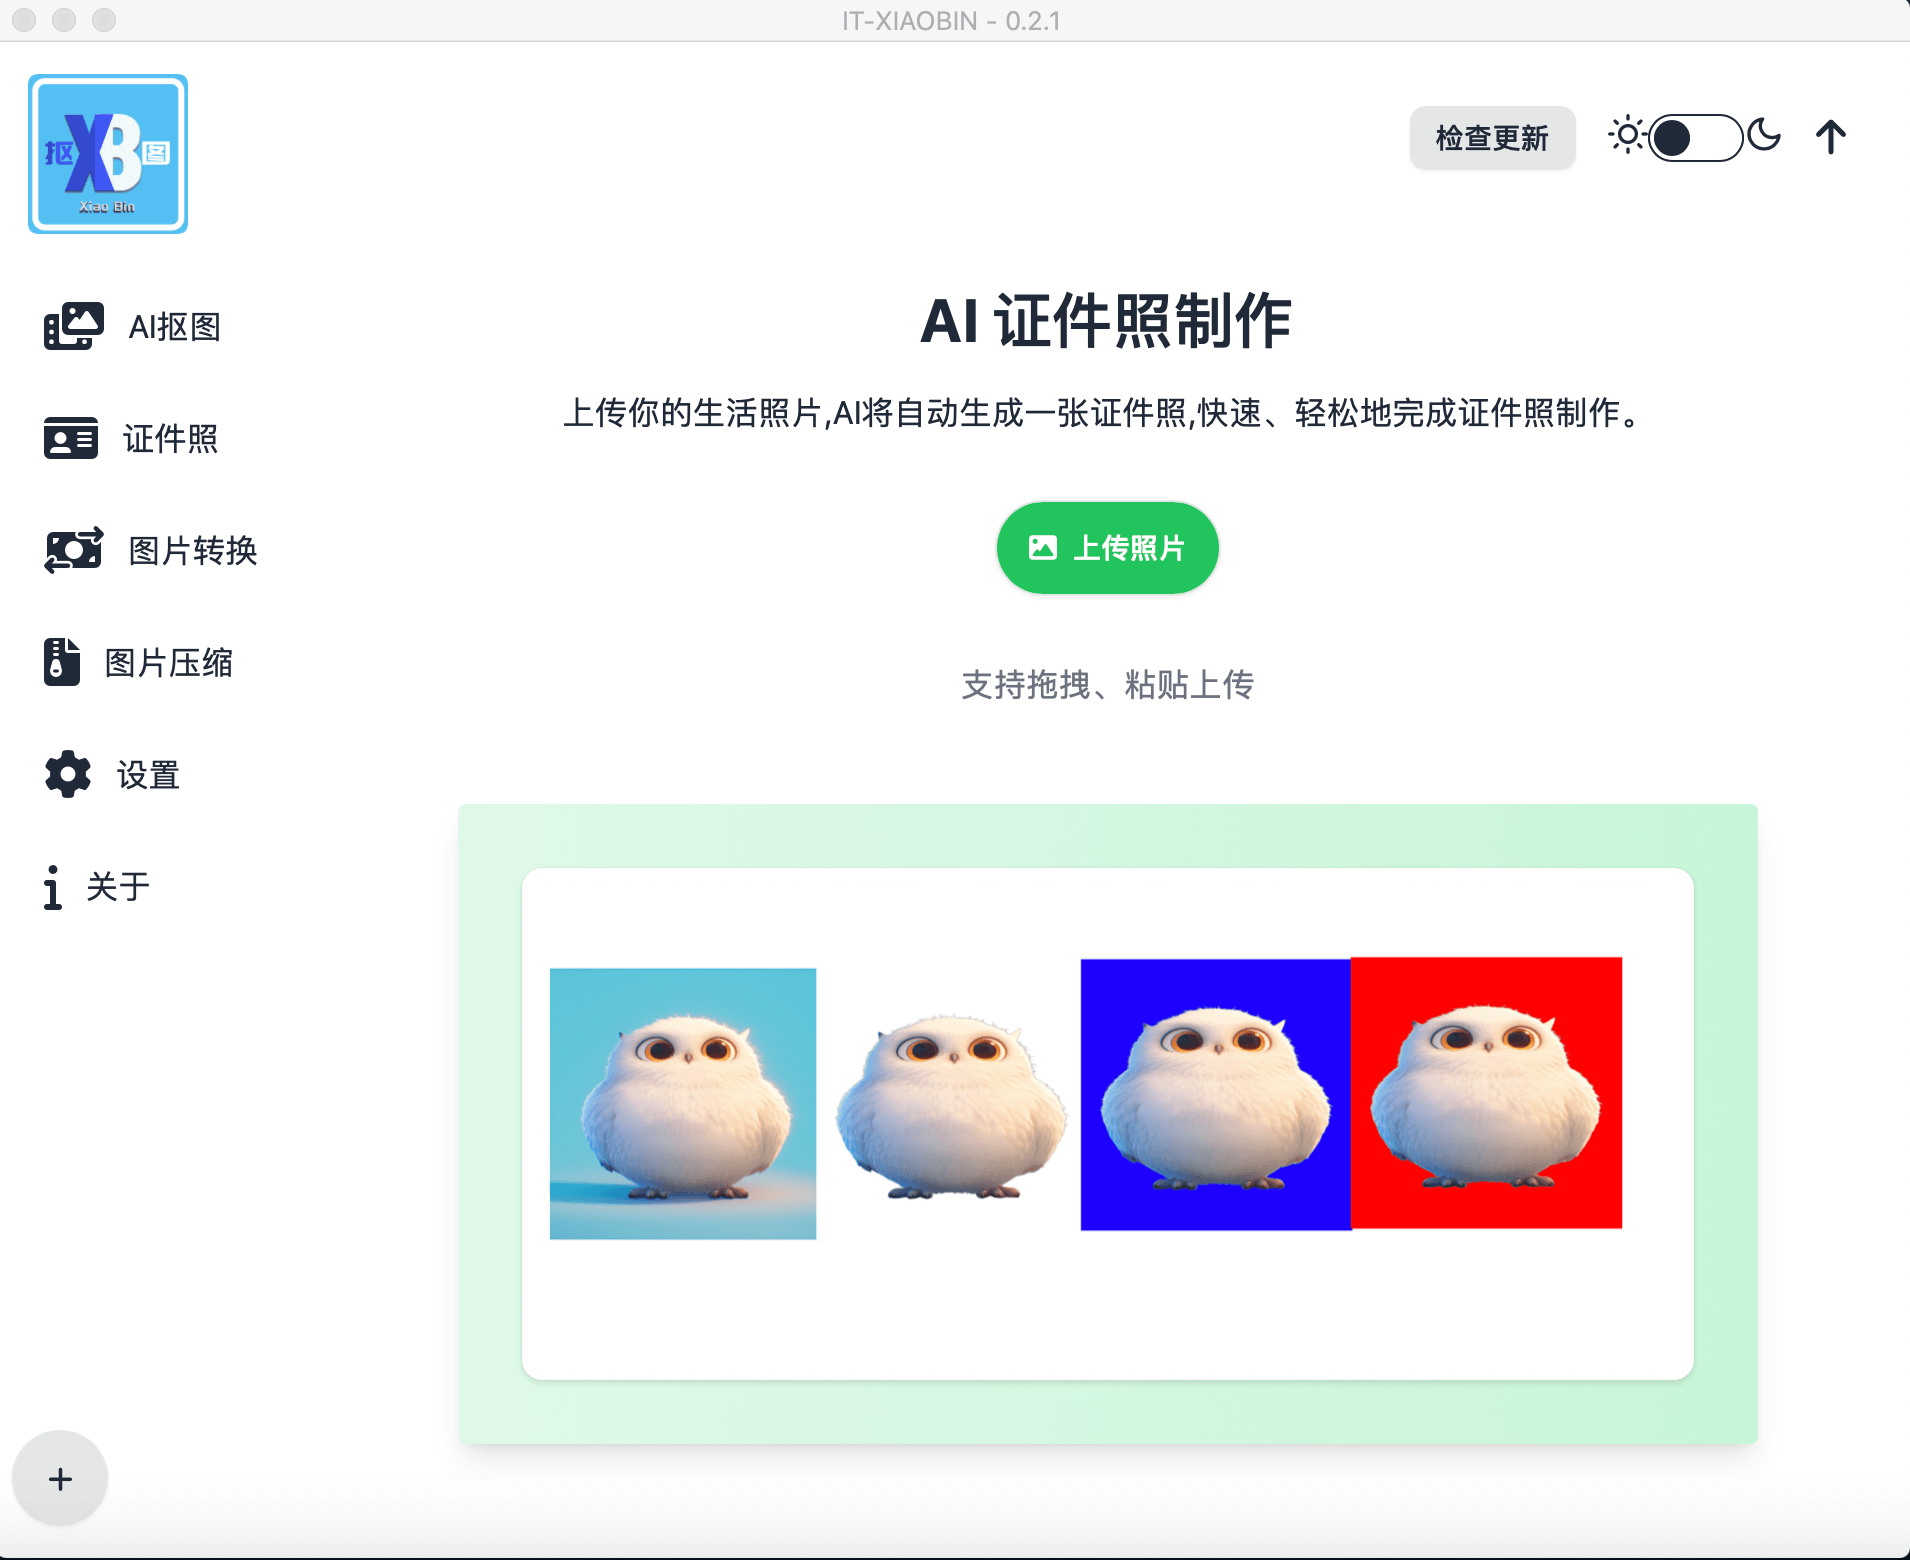 IT-XIAOBIN - 0.2.1
抠 XB 图
Xiao Bin
检查更新
AI抠图
证件照
图片转换
图片压缩
设置
关于
AI 证件照制作
上传你的生活照片,AI将自动生成一张证件照,快速、轻松地完成证件照制作。
上传照片
支持拖拽、粘贴上传